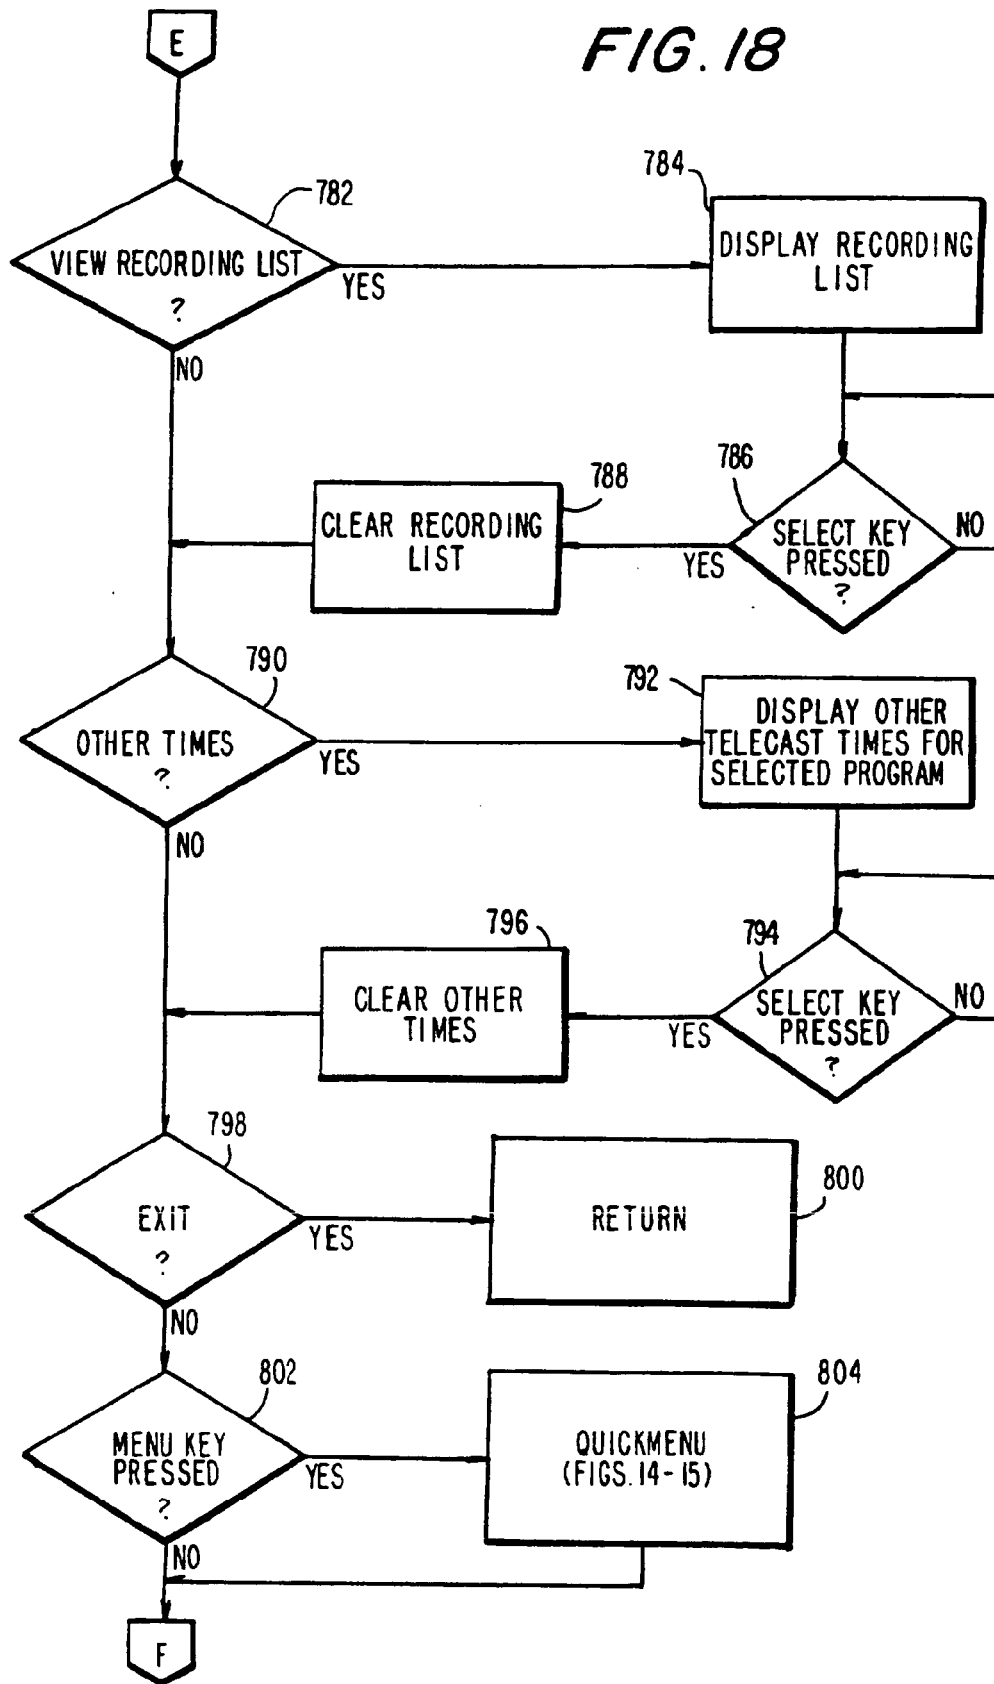 E
FIG. 18
782
VIEW RECORDING LIST
?
YES
NO
784
DISPLAY RECORDING
LIST
786
SELECT KEY
PRESSED
?
NO
YES
788
CLEAR RECORDING
LIST
790
OTHER TIMES
?
YES
NO
792
DISPLAY OTHER
TELECAST TIMES FOR
SELECTED PROGRAM
794
SELECT KEY
PRESSED
?
NO
YES
796
CLEAR OTHER
TIMES
798
EXIT
?
YES
NO
800
RETURN
802
MENU KEY
PRESSED
?
YES
NO
804
QUICKMENU
(FIGS. 14-15)
F